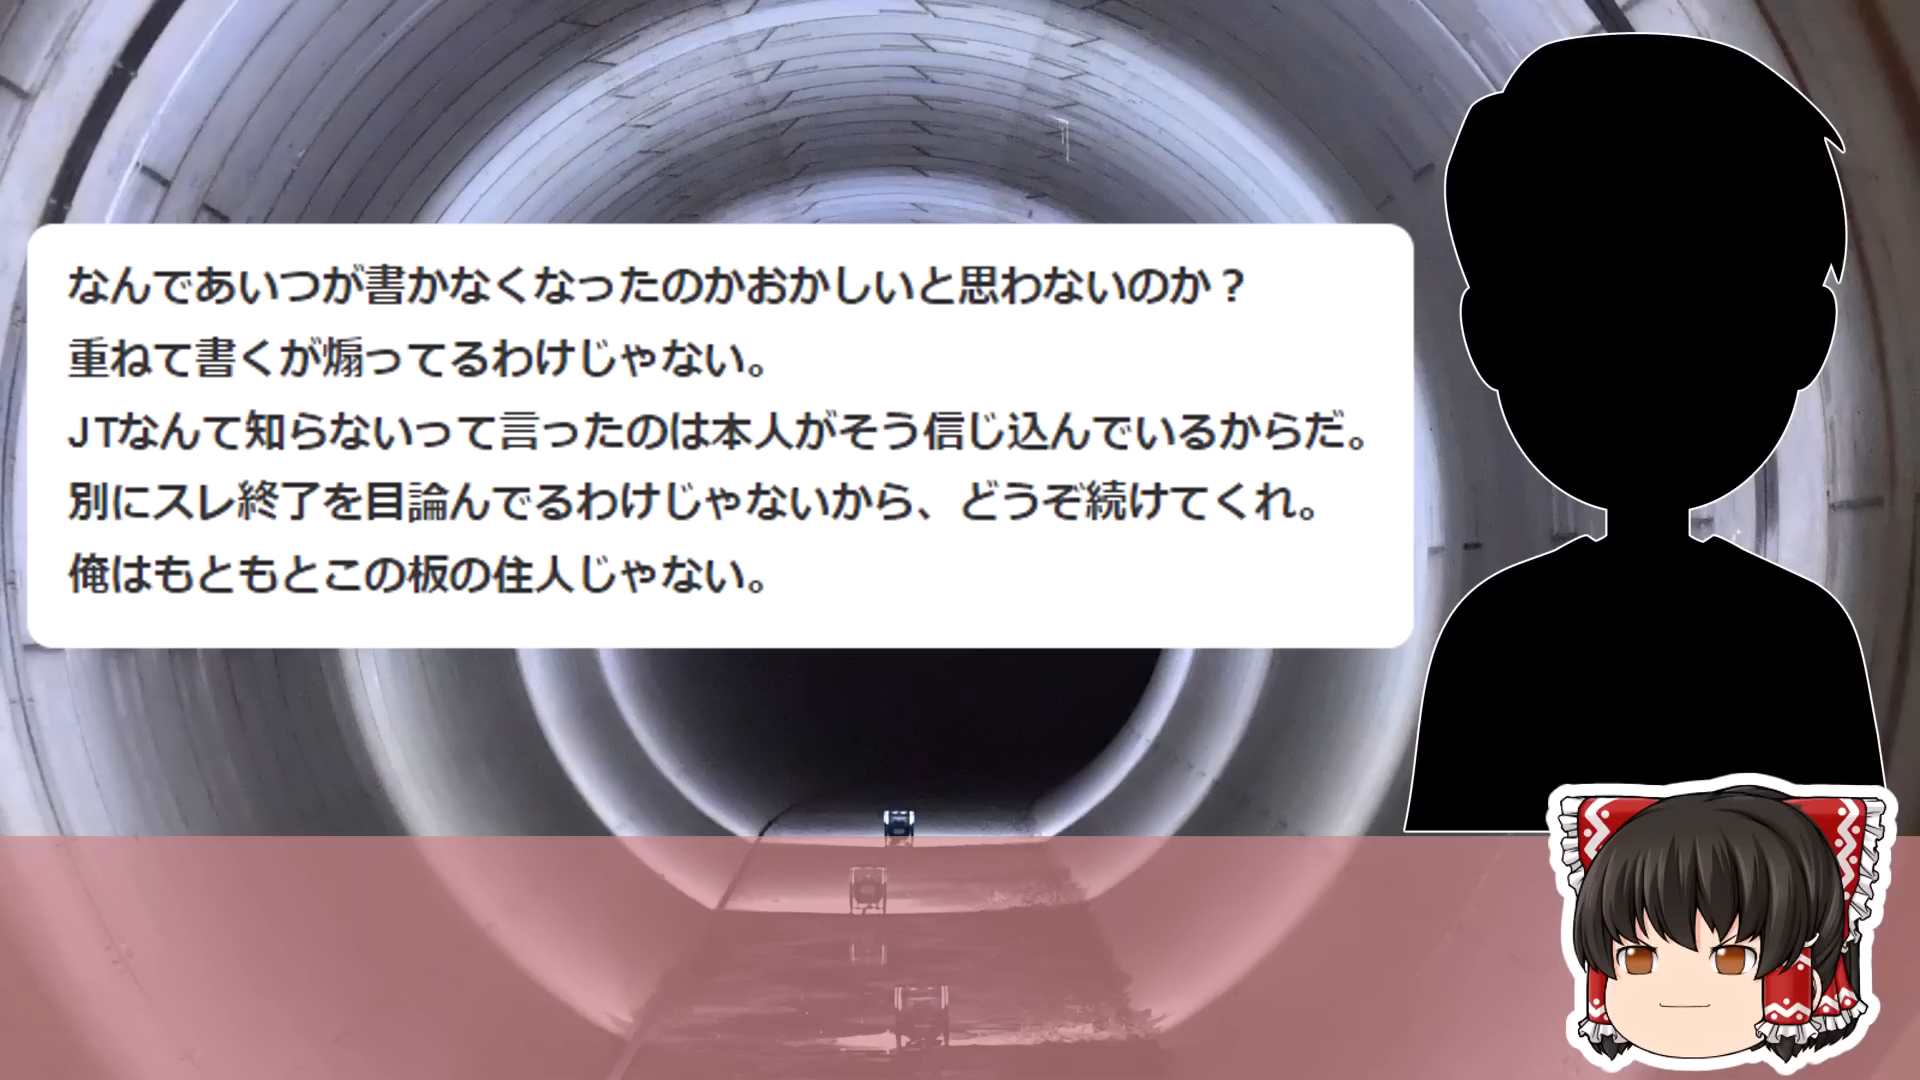 なんであいつが書かなくなったのかおかしいと思わないのか？
重ねて書くが煽ってるわけじゃない。
JTなんて知らないって言ったのは本人がそう信じ込んでいるからだ。
別にスレ終了を目論んでるわけじゃないから、どうぞ続けてくれ。
俺はもともとこの板の住人じゃない。